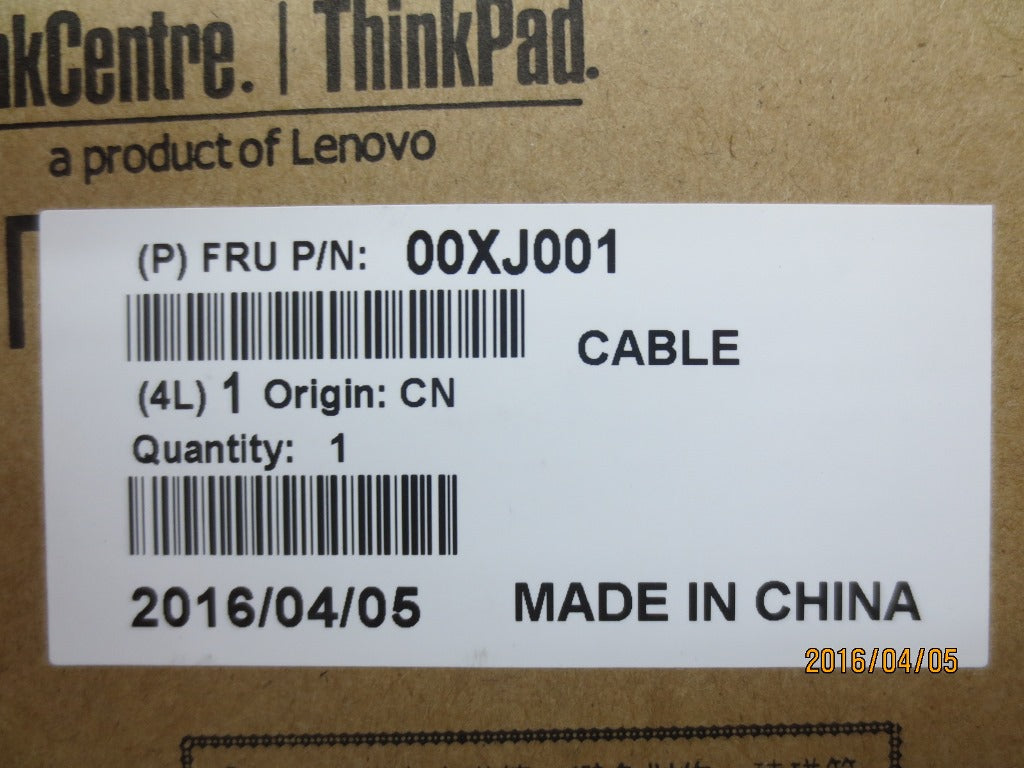 kCentre. | ThinkPad.
a product of Lenovo
(P) FRU P/N: 00XJ001
CABLE
(4L) 1 Origin: CN
Quantity: 1
2016/04/05 MADE IN CHINA
2016/04/05